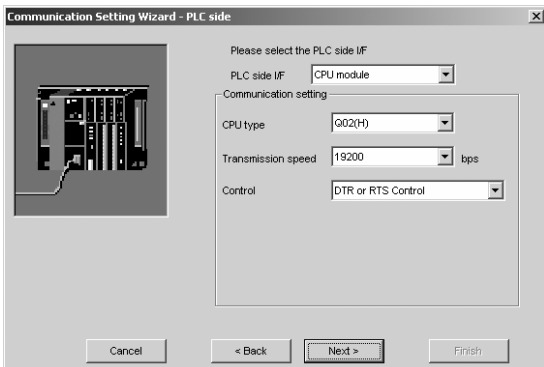 Communication Setting Wizard - PLC side
Please select the PLC side I/F
PLC side I/F CPU module
Communication setting
CPU type Q02(H)
Transmission speed 19200 bps
Control DTR or RTS Control
Cancel < Back Next > Finish